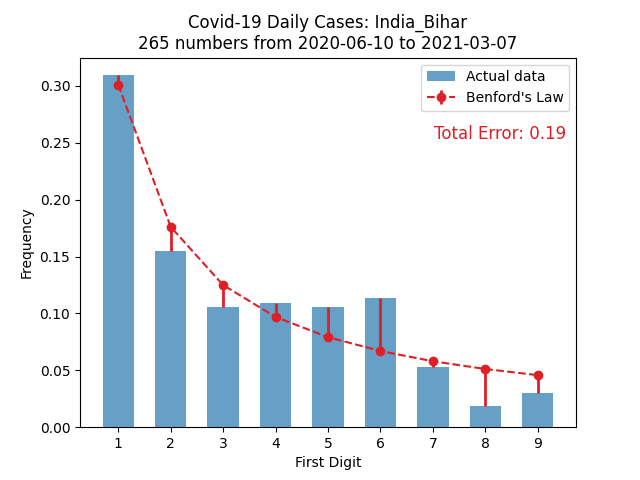 Covid-19 Daily Cases: India_Bihar
265 numbers from 2020-06-10 to 2021-03-07
Actual data
Benford's Law
Total Error: 0.19
Frequency
0.30
0.25
0.20
0.15
0.10
0.05
0.00
1 2 3 4 5 6 7 8 9
First Digit